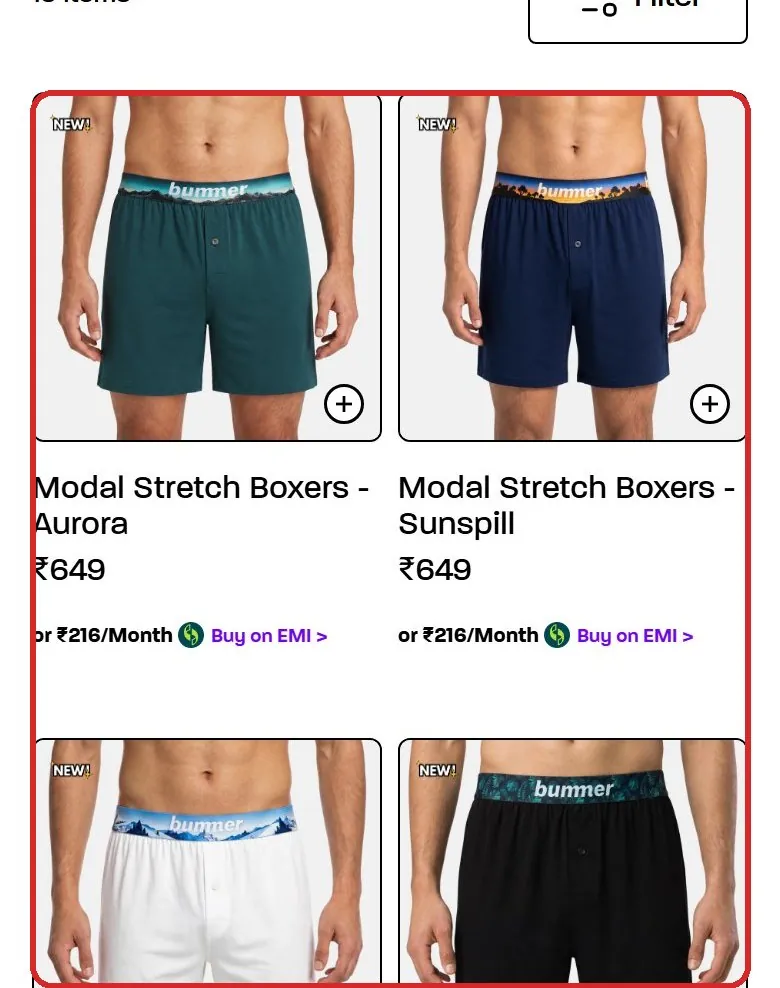 Filter
NEW!
bummer
NEW!
bummer
Modal Stretch Boxers -
Aurora
₹649
or ₹216/Month Buy on EMI >
Modal Stretch Boxers -
Sunspill
₹649
or ₹216/Month Buy on EMI >
NEW!
bummer
NEW!
bummer